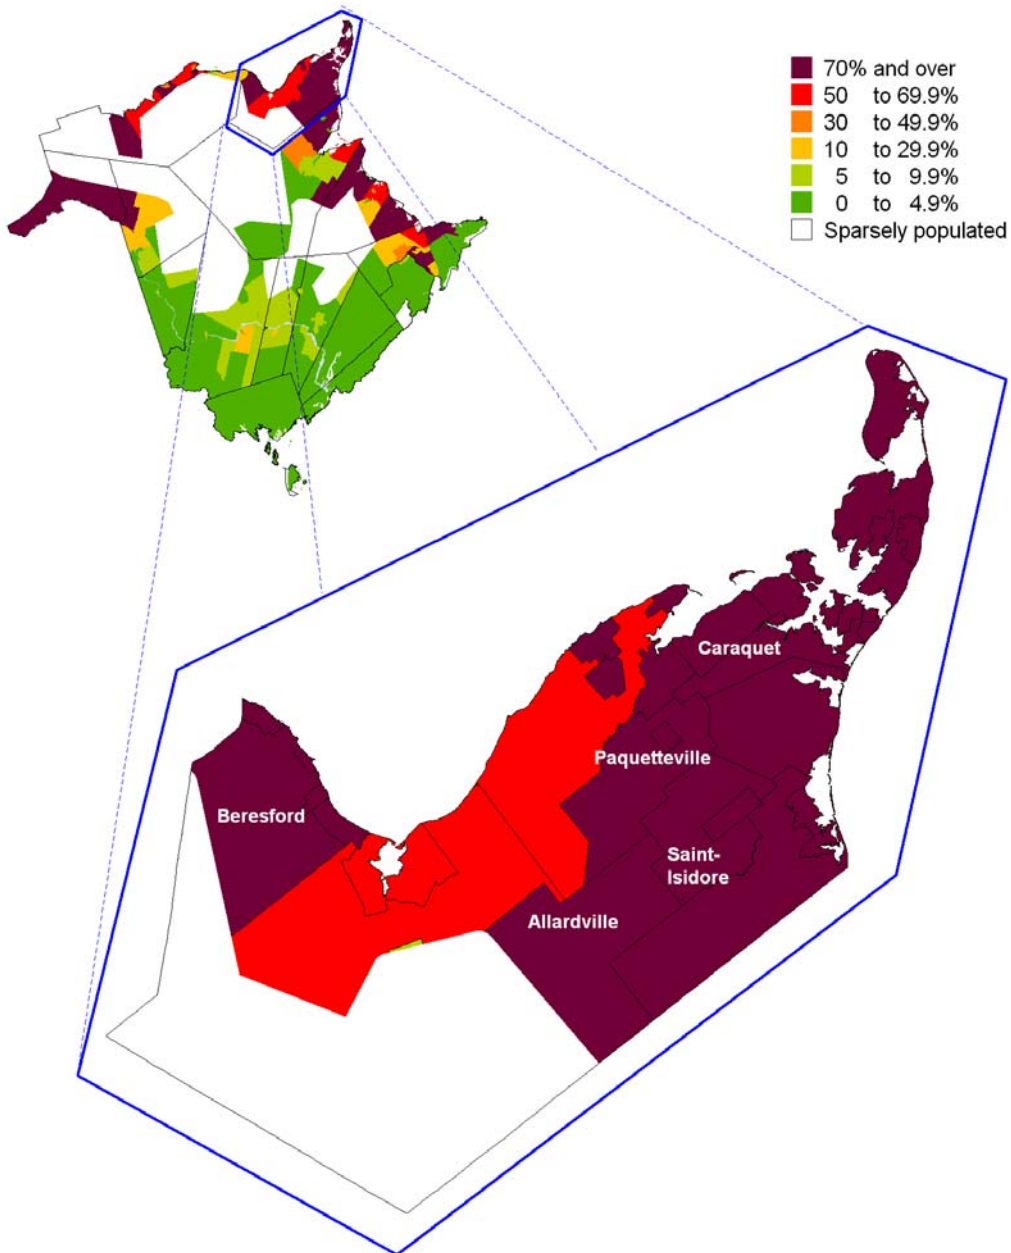 70% and over
50 to 69.9%
30 to 49.9%
10 to 29.9%
5 to 9.9%
0 to 4.9%
Sparsely populated
Caraquet
Paquetteville
Beresford
Saint-
Isidore
Allardville